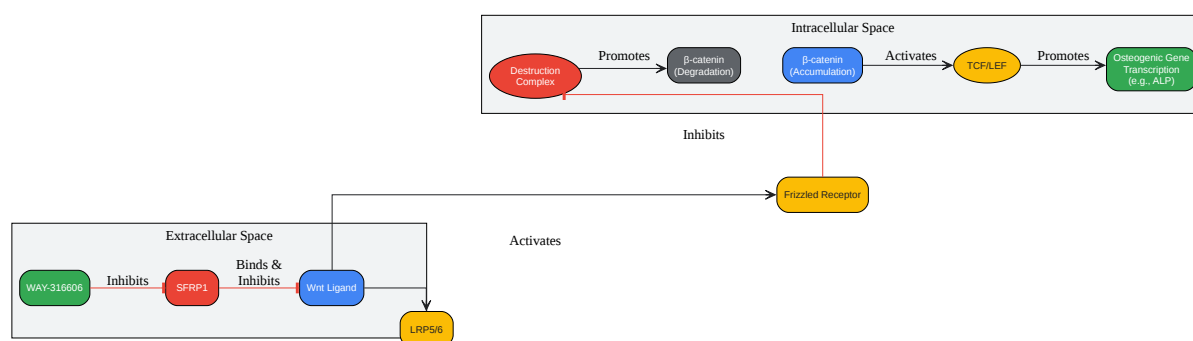 Intracellular Space
Destruction
Complex
Promotes
β-catenin
(Degradation)
β-catenin
(Accumulation)
Activates
TCF/LEF
Promotes
Osteogenic Gene
Transcription
(e.g., ALP)
Inhibits
Frizzled Receptor
Activates
Extracellular Space
WAY-316606
Inhibits
SFRP1
Binds &
Inhibits
Wnt Ligand
LRP5/6